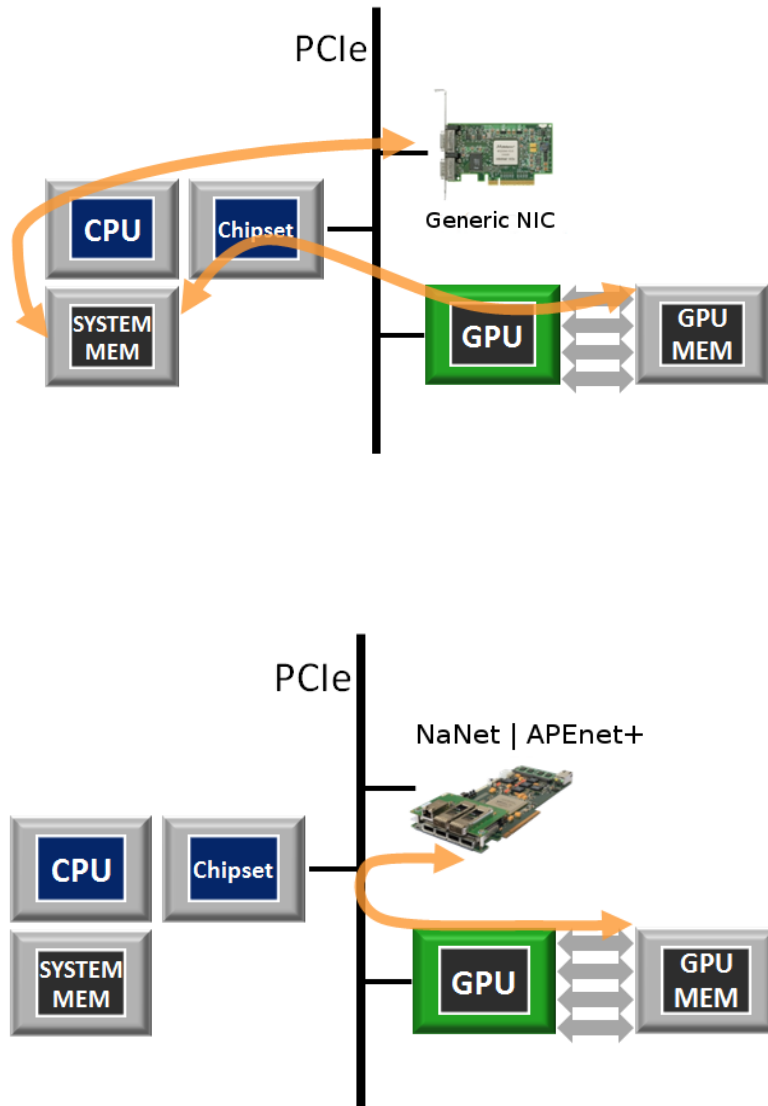 PCIe
Generic NIC
CPU
Chipset
SYSTEM
MEM
GPU
GPU
MEM
PCIe
NaNet | APEnet+
CPU
Chipset
SYSTEM
MEM
GPU
GPU
MEM